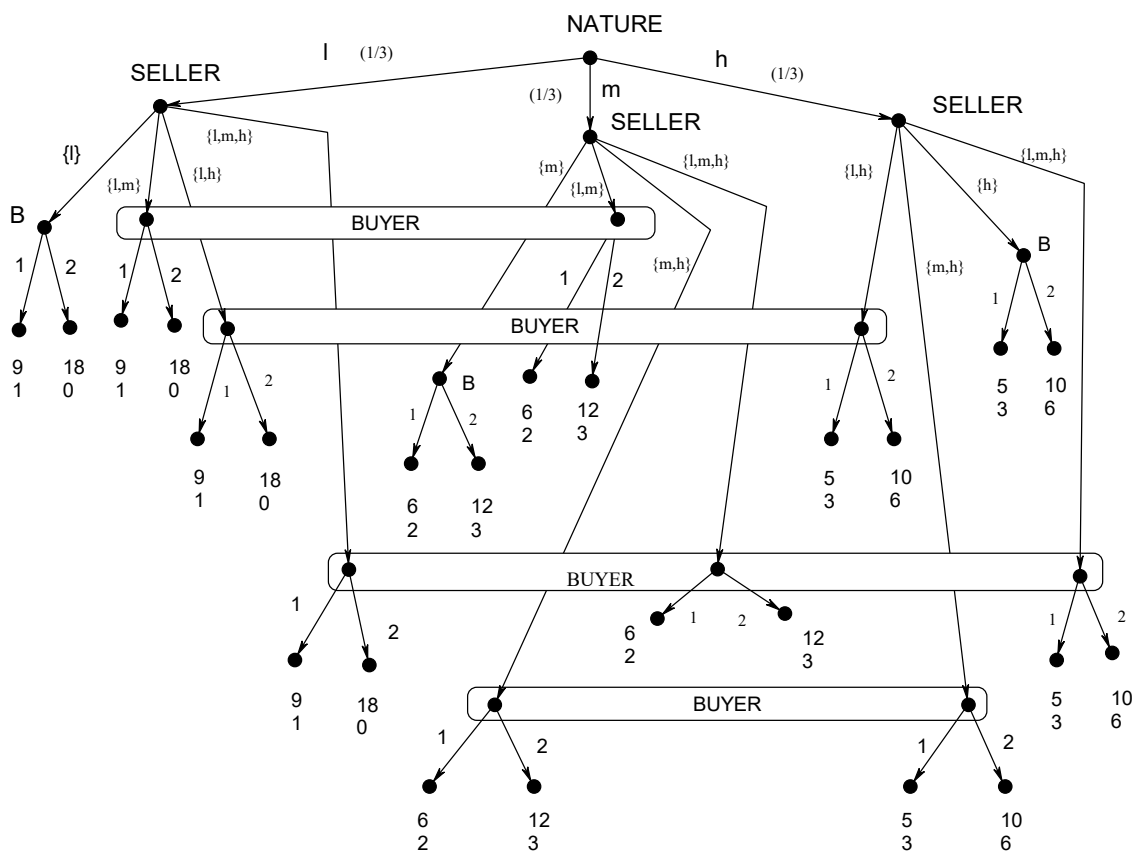 NATURE
l (1/3) h (1/3)
SELLER (1/3) m SELLER
SELLER
{l} {l,m} {l,h} {l,m,h} {m} {l,m} {m,h} {l,m,h} {l,h} {m,h} {h} {l,m,h}
B BUYER B
1 2 1 2 1 2 1 2
BUYER
9 18 9 18 B 5 10
1 0 1 0 3 6
1 2 1 2 6 12 1 2
2 3
9 18 6 12 5 10
1 0 2 3 3 6
BUYER
1 2 1 2 1 2
6 12
2 3
9 18 5 10
1 0 3 6
BUYER
1 2 1 2
6 12 5 10
2 3 3 6